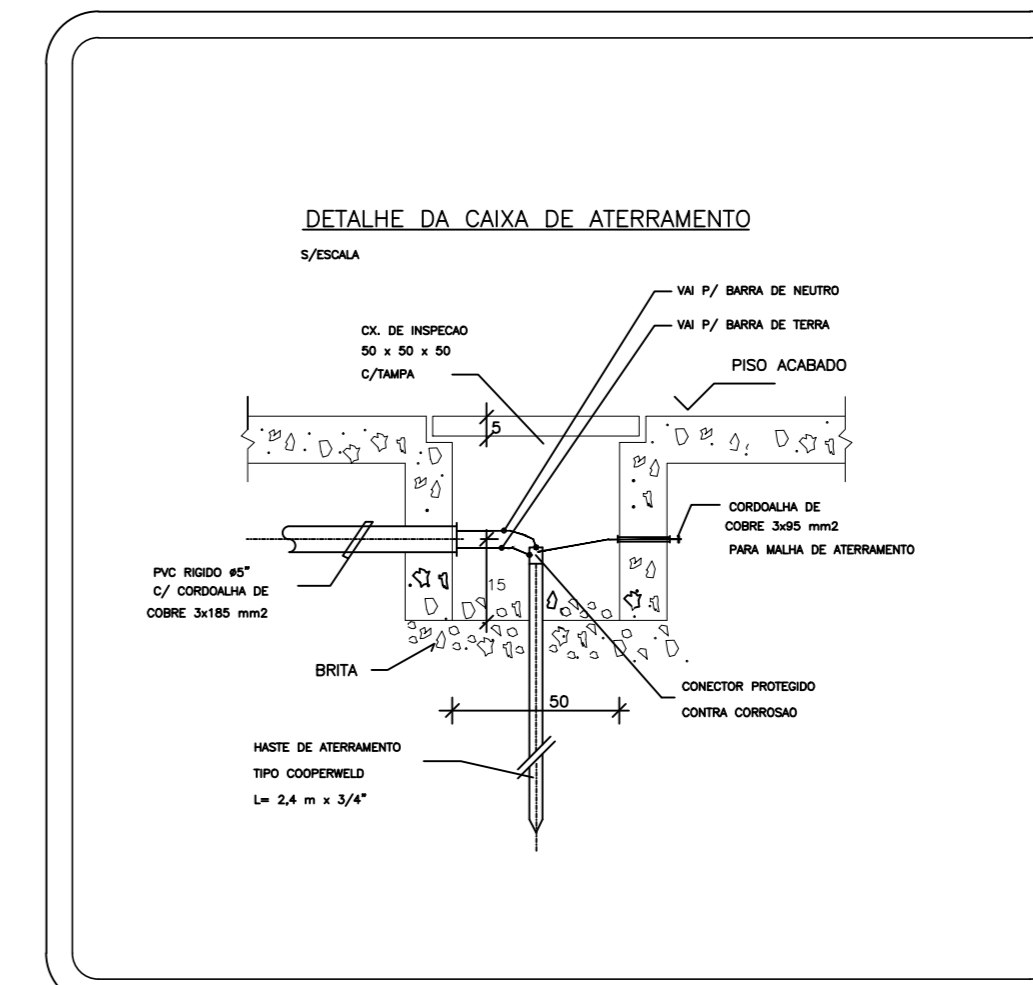 DETALHE DA CAIXA DE ATERRAMENTO
S/ESCALA
VAI P/ BARRA DE NEUTRO
VAI P/ BARRA DE TERRA
CX. DE INSPECAO
50 x 50 x 50
C/TAMPA
PISO ACABADO
5
CORDOALHA DE
COBRE 3x95 mm2
PARA MALHA DE ATERRAMENTO
PVC RIGIDO ø5"
C/ CORDOALHA DE
COBRE 3x185 mm2
15
BRITA
CONECTOR PROTEGIDO
CONTRA CORROSAO
50
HASTE DE ATERRAMENTO
TIPO COOPERWELD
L= 2,4 m x 3/4"